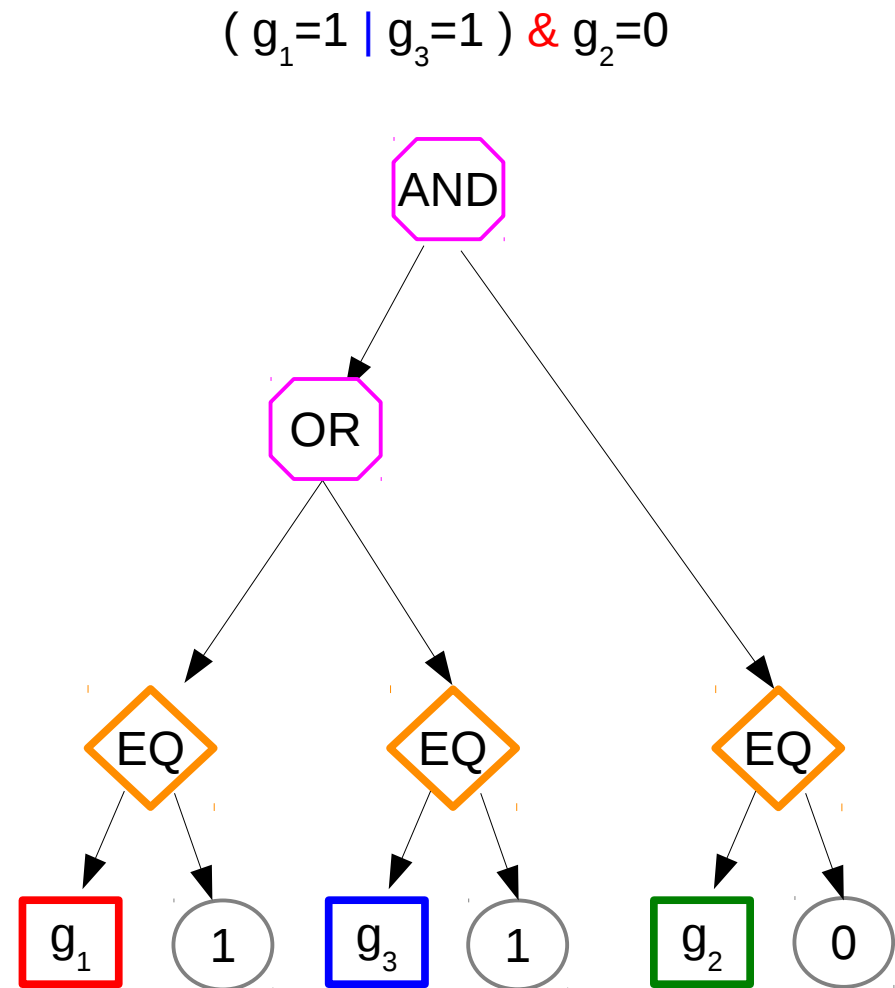 ( g₁=1 | g₃=1 ) & g₂=0
AND
OR
EQ EQ EQ
g₁ 1 g₃ 1 g₂ 0